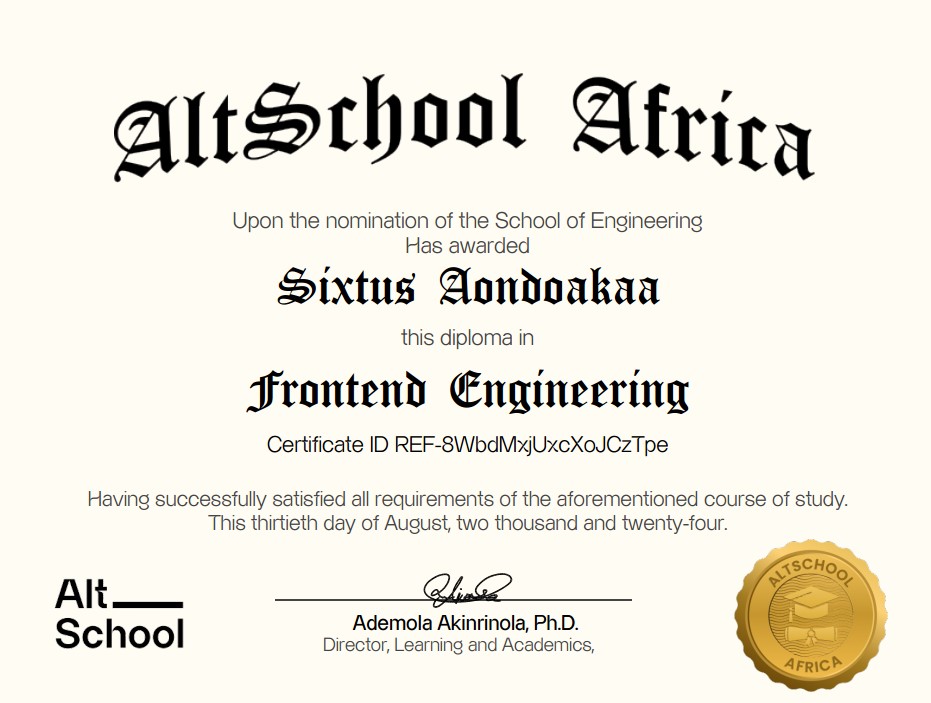 AltSchool Africa
Upon the nomination of the School of Engineering
Has awarded
Sixtus Aondoakaa
this diploma in
Frontend Engineering
Certificate ID REF-8WbdMxjUxcXoJCzTpe
Having successfully satisfied all requirements of the aforementioned course of study.
This thirtieth day of August, two thousand and twenty-four.
Alt
School
Ademola Akinrinola, Ph.D.
Director, Learning and Academics,
ALTSCHOOL
AFRICA